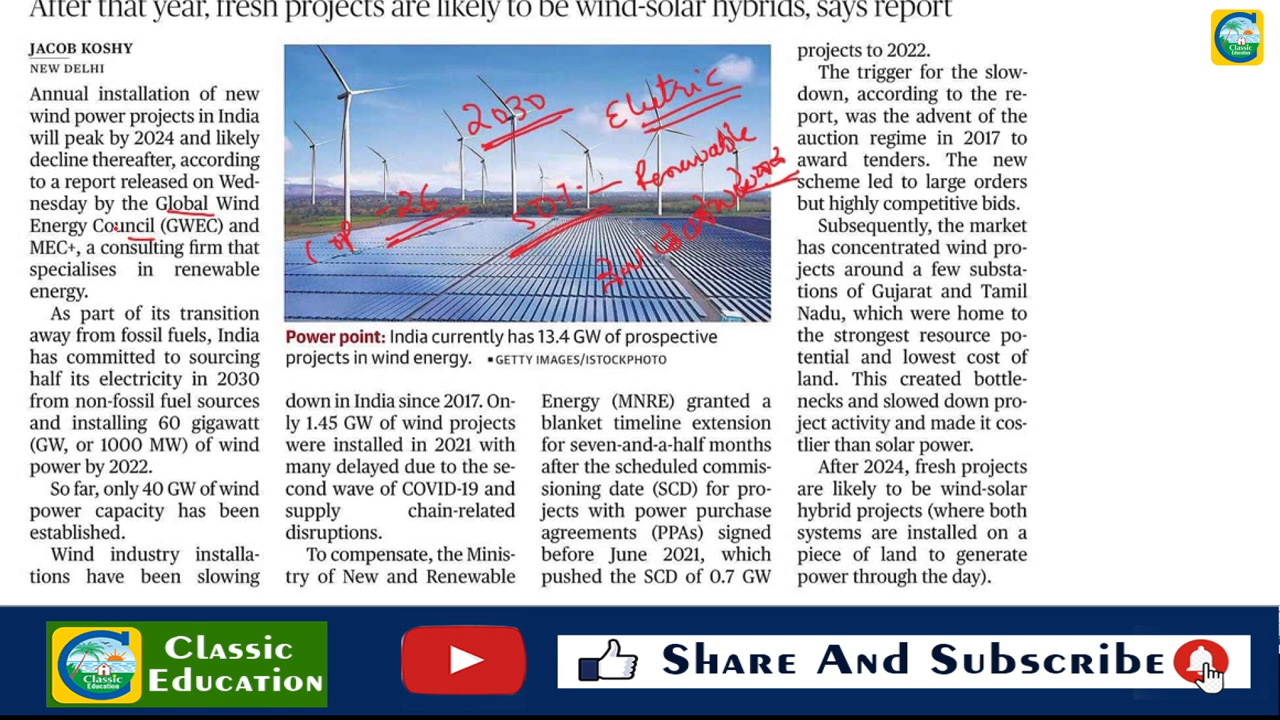 After that year, fresh projects are likely to be wind-solar hybrids, says report
JACOB KOSHY
NEW DELHI
Annual installation of new
wind power projects in India
will peak by 2024 and likely
decline thereafter, according
to a report released on Wed-
nesday by the Global Wind
Energy Council (GWEC) and
MEC+, a consulting firm that
specialises in renewable
energy.
As part of its transition
away from fossil fuels, India
has committed to sourcing
half its electricity in 2030
from non-fossil fuel sources
and installing 60 gigawatt
(GW, or 1000 MW) of wind
power by 2022.
So far, only 40 GW of wind
power capacity has been
established.
Wind industry installa-
tions have been slowing
2030
Electric
Renewable
Cop - 26
50%
Power point: India currently has 13.4 GW of prospective
projects in wind energy. ▪GETTY IMAGES/ISTOCKPHOTO
down in India since 2017. On-
ly 1.45 GW of wind projects
were installed in 2021 with
many delayed due to the se-
cond wave of COVID-19 and
supply chain-related
disruptions.
To compensate, the Minis-
try of New and Renewable
Energy (MNRE) granted a
blanket timeline extension
for seven-and-a-half months
after the scheduled commis-
sioning date (SCD) for pro-
jects with power purchase
agreements (PPAs) signed
before June 2021, which
pushed the SCD of 0.7 GW
projects to 2022.
The trigger for the slow-
down, according to the re-
port, was the advent of the
auction regime in 2017 to
award tenders. The new
scheme led to large orders
but highly competitive bids.
Subsequently, the market
has concentrated wind pro-
jects around a few substa-
tions of Gujarat and Tamil
Nadu, which were home to
the strongest resource po-
tential and lowest cost of
land. This created bottle-
necks and slowed down pro-
ject activity and made it cos-
tlier than solar power.
After 2024, fresh projects
are likely to be wind-solar
hybrid projects (where both
systems are installed on a
piece of land to generate
power through the day).
Classic
Education
Classic
Education
Classic
Education
Share And Subscribe